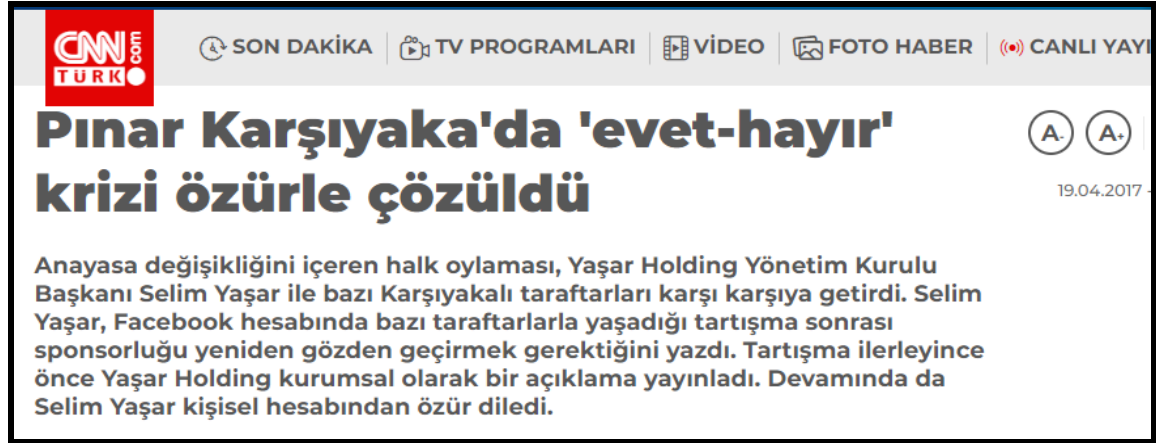 CNN.com
TÜRK
SON DAKİKA
TV PROGRAMLARI
VİDEO
FOTO HABER
CANLI YAYI
Pınar Karşıyaka'da 'evet-hayır'
krizi özürle çözüldü
A-
A+
19.04.2017 -
Anayasa değişikliğini içeren halk oylaması, Yaşar Holding Yönetim Kurulu
Başkanı Selim Yaşar ile bazı Karşıyakalı taraftarları karşı karşıya getirdi. Selim
Yaşar, Facebook hesabında bazı taraftarlarla yaşadığı tartışma sonrası
sponsorluğu yeniden gözden geçirmek gerektiğini yazdı. Tartışma ilerleyince
önce Yaşar Holding kurumsal olarak bir açıklama yayınladı. Devamında da
Selim Yaşar kişisel hesabından özür diledi.